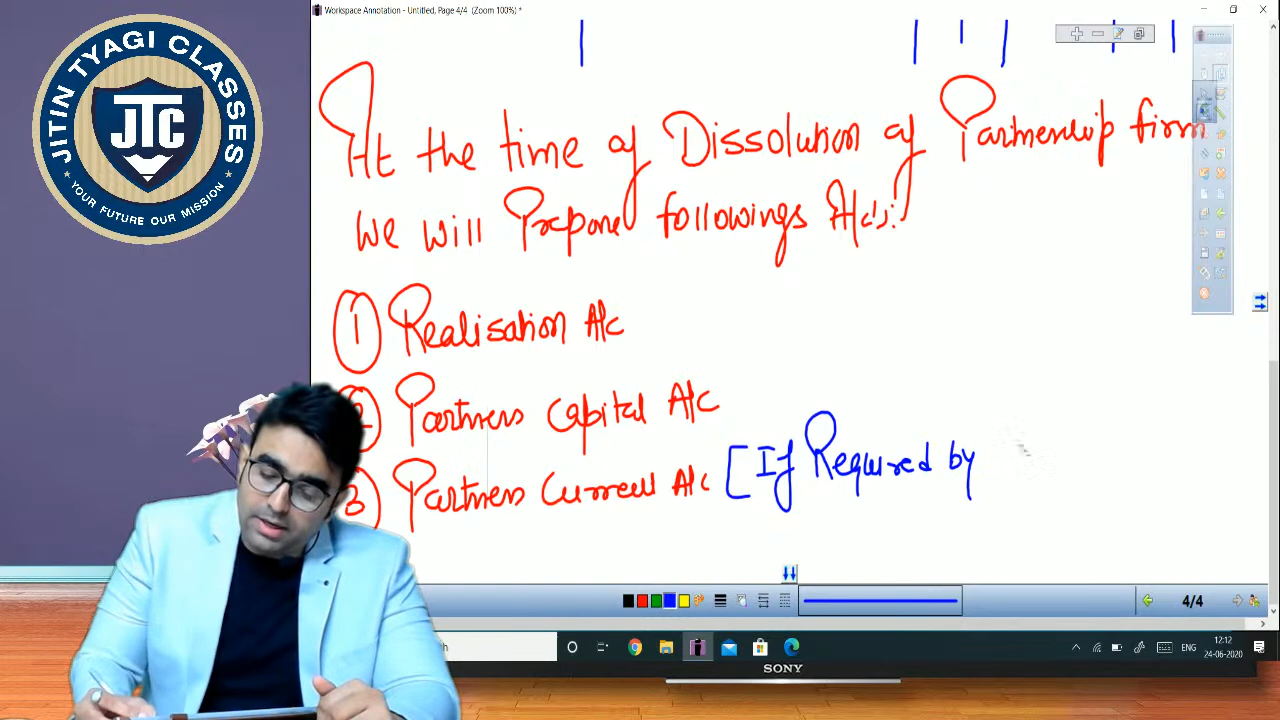 Workspace Annotation - Untitled, Page 4/4 (Zoom 100%) *
JITIN TYAGI CLASSES
JTC
YOUR FUTURE OUR MISSION
At the time of Dissolution of Partnership firm
we will Prepare followings A/c's:
1 Realisation A/c
2 Partners Capital A/c
3 Partners Current A/c [If Required by
4/4
12:12
ENG
24-06-2020
SONY